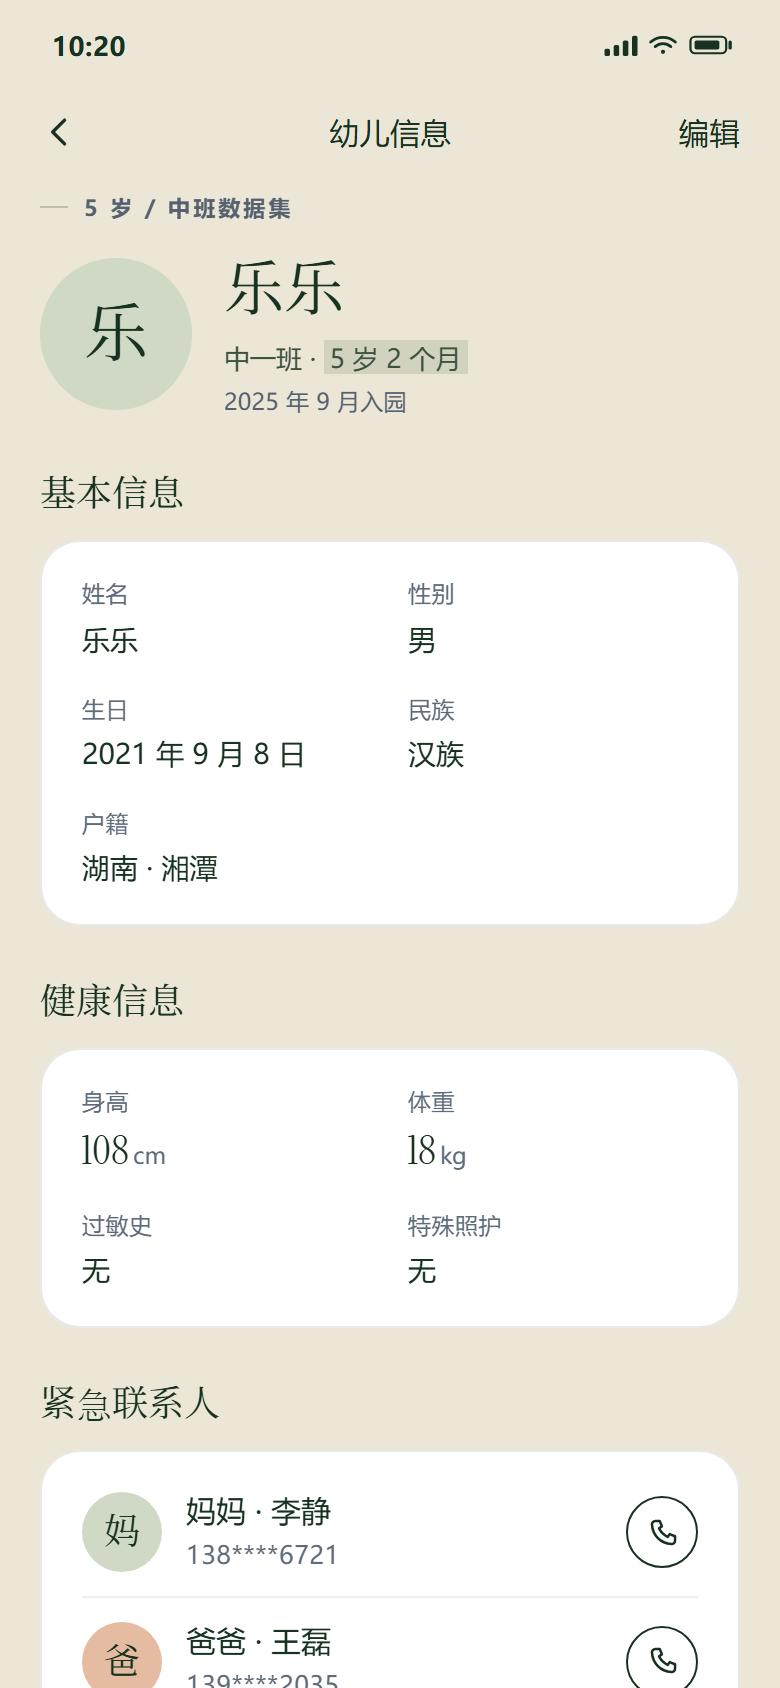 10:20
幼儿信息
编辑
5 岁 / 中班数据集
乐
乐乐
中一班 · 5 岁 2 个月
2025 年 9 月入园
基本信息
姓名
性别
乐乐
男
生日
民族
2021 年 9 月 8 日
汉族
户籍
湖南 · 湘潭
健康信息
身高
体重
108 cm
18 kg
过敏史
特殊照护
无
无
紧急联系人
妈
妈妈 · 李静
138****6721
爸
爸爸 · 王磊
139****2035